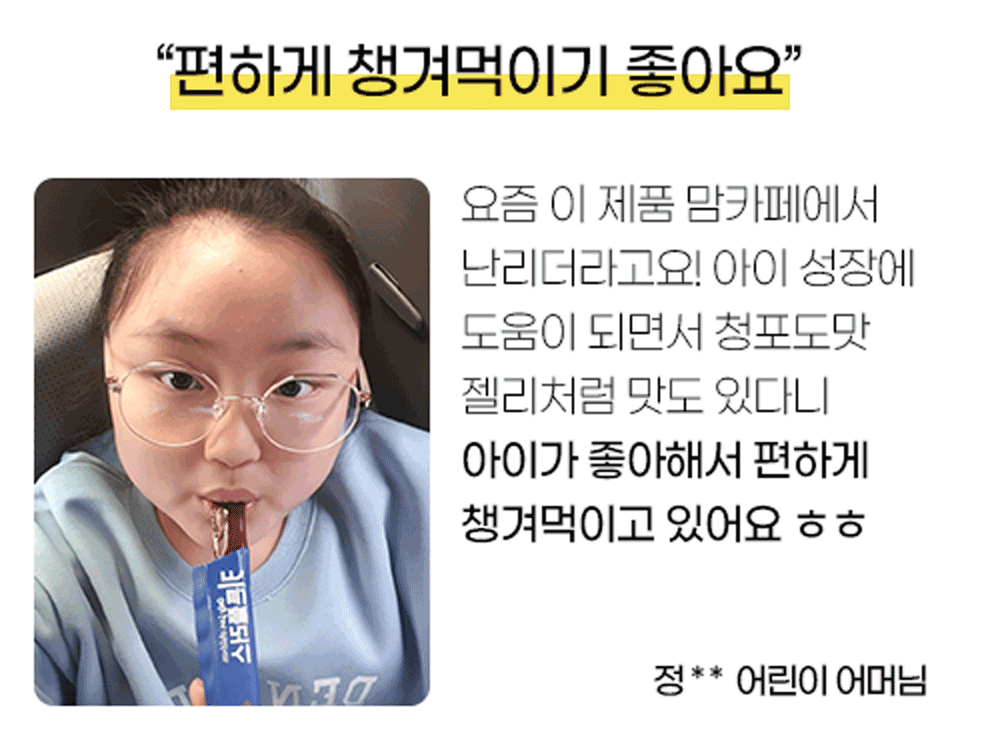 “편하게 챙겨먹이기 좋아요”
요즘 이 제품 맘카페에서
난리더라고요! 아이 성장에
도움이 되면서 청포도맛
젤리처럼 맛도 있다니
아이가 좋아해서 편하게
챙겨먹이고 있어요 ㅎㅎ
정** 어린이 어머님
DEN